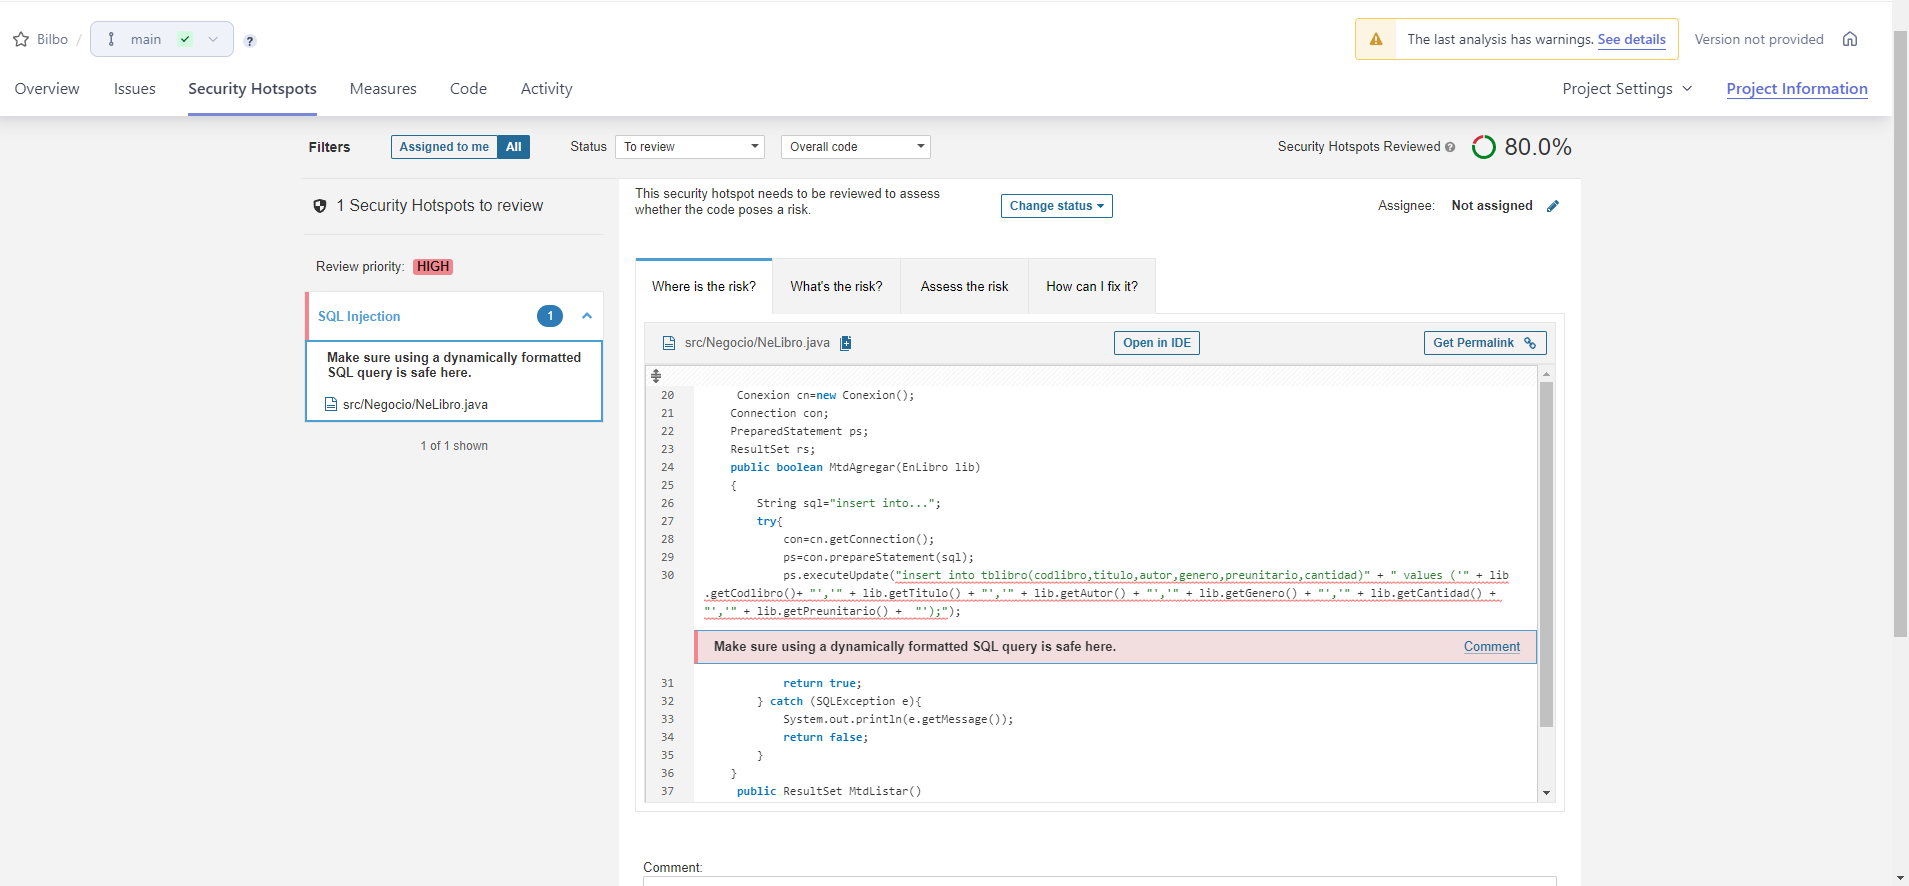 Bilbo / main ?
The last analysis has warnings. See details
Version not provided
Overview Issues Security Hotspots Measures Code Activity
Project Settings Project Information
Filters Assigned to me All Status To review Overall code
Security Hotspots Reviewed ? 80.0%
1 Security Hotspots to review
Review priority: HIGH
SQL Injection 1
Make sure using a dynamically formatted
SQL query is safe here.
src/Negocio/NeLibro.java
1 of 1 shown
This security hotspot needs to be reviewed to assess
whether the code poses a risk.
Change status
Assignee: Not assigned
Where is the risk? What's the risk? Assess the risk How can I fix it?
src/Negocio/NeLibro.java Open in IDE Get Permalink
20 Conexion cn=new Conexion();
21 Connection con;
22 PreparedStatement ps;
23 ResultSet rs;
24 public boolean MtdAgregar(EnLibro lib)
25 {
26 String sql="insert into...";
27 try{
28 con=cn.getConnection();
29 ps=con.prepareStatement(sql);
30 ps.executeUpdate("insert into tblibro(codlibro,titulo,autor,genero,preunitario,cantidad)" + " values ('" + lib
.getCodlibro()+ "','" + lib.getTitulo() + "','" + lib.getAutor() + "','" + lib.getGenero() + "','" + lib.getCantidad() +
"','" + lib.getPreunitario() + "');");
Make sure using a dynamically formatted SQL query is safe here. Comment
31 return true;
32 } catch (SQLException e){
33 System.out.println(e.getMessage());
34 return false;
35 }
36 }
37 public ResultSet MtdListar()
Comment: